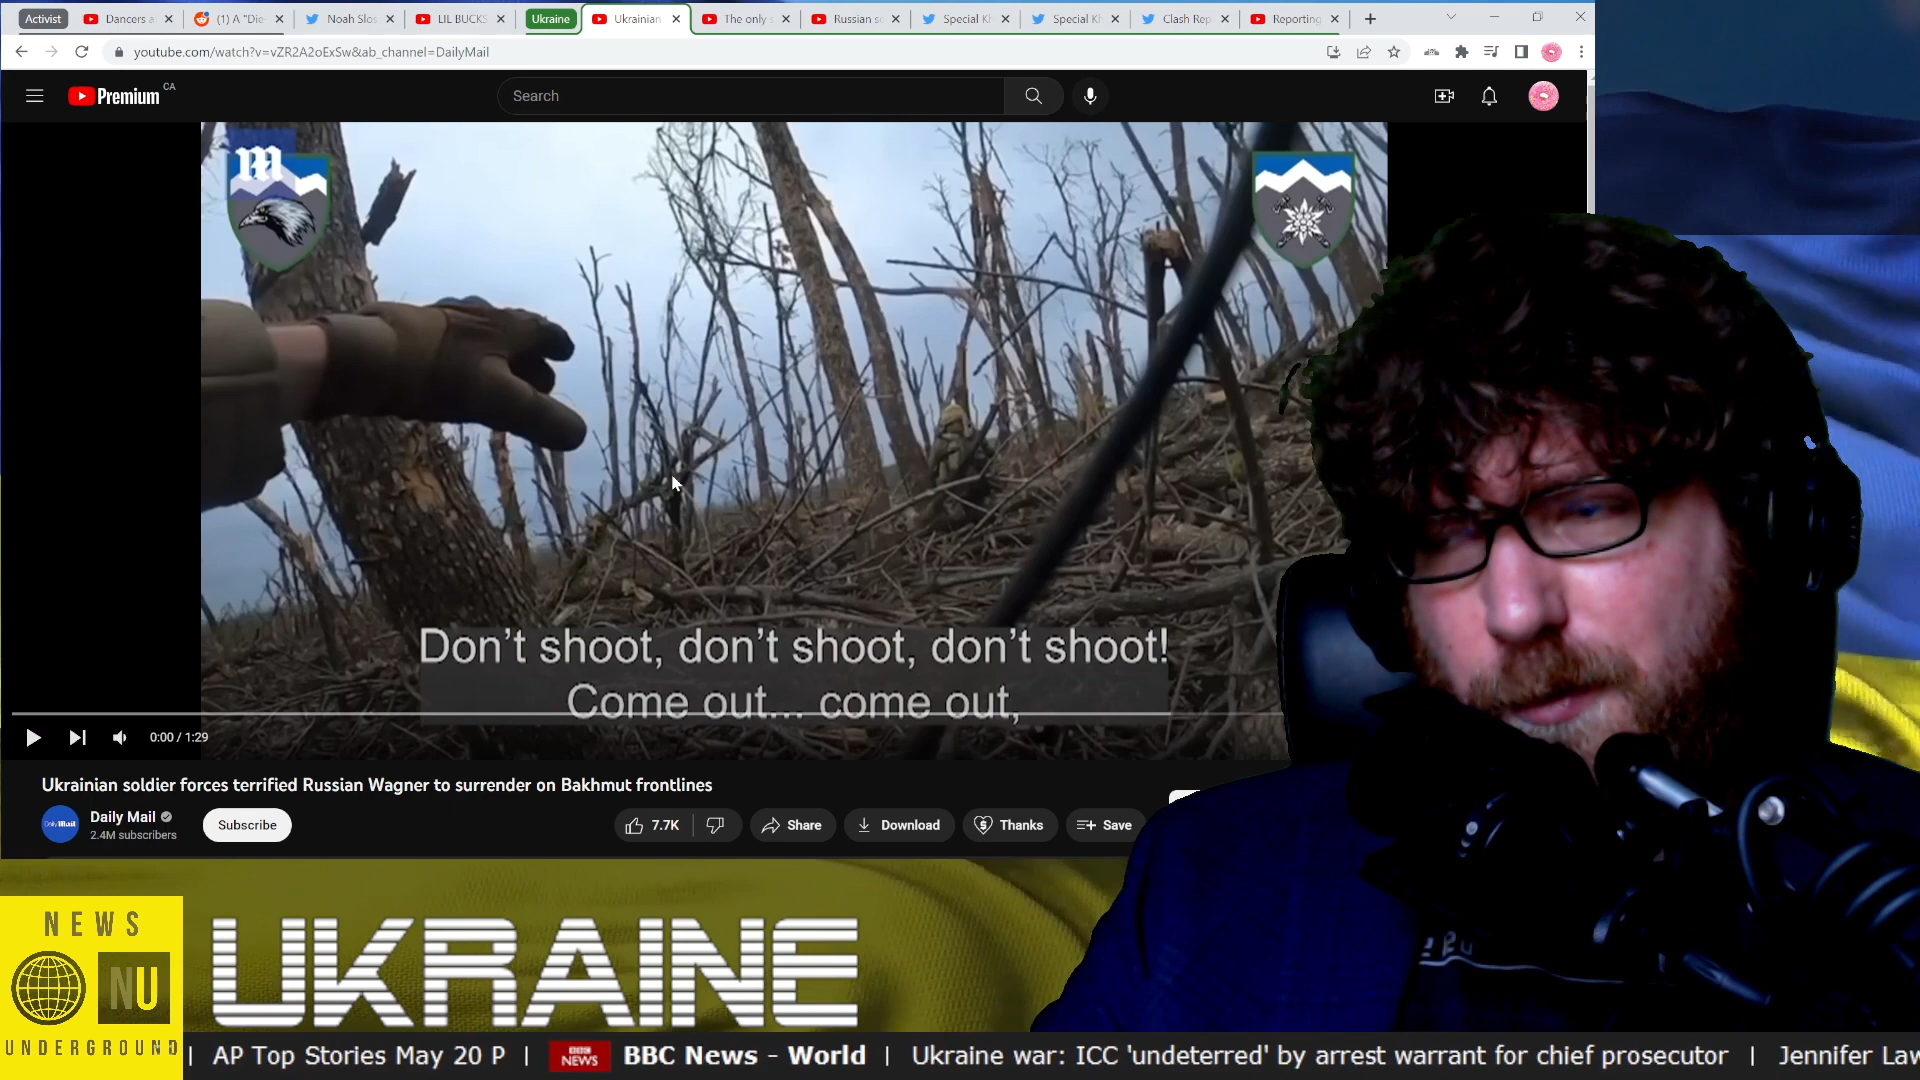 Activist
Dancers a
(1) A "Die-
Noah Slos
LIL BUCKS
Ukraine
Ukrainian
The only s
Russian so
Special Kh
Special Kh
Clash Rep
Reporting
youtube.com/watch?v=vZR2A2oExSw&ab_channel=DailyMail
Premium CA
Search
Don't shoot, don't shoot, don't shoot!
Come out... come out,
0:00 / 1:29
Ukrainian soldier forces terrified Russian Wagner to surrender on Bakhmut frontlines
Daily Mail
2.4M subscribers
Subscribe
7.7K
Share
Download
Thanks
Save
NEWS
NU
UNDERGROUND
UKRAINE
| AP Top Stories May 20 P | BBC NEWS BBC News - World | Ukraine war: ICC 'undeterred' by arrest warrant for chief prosecutor | Jennifer Law